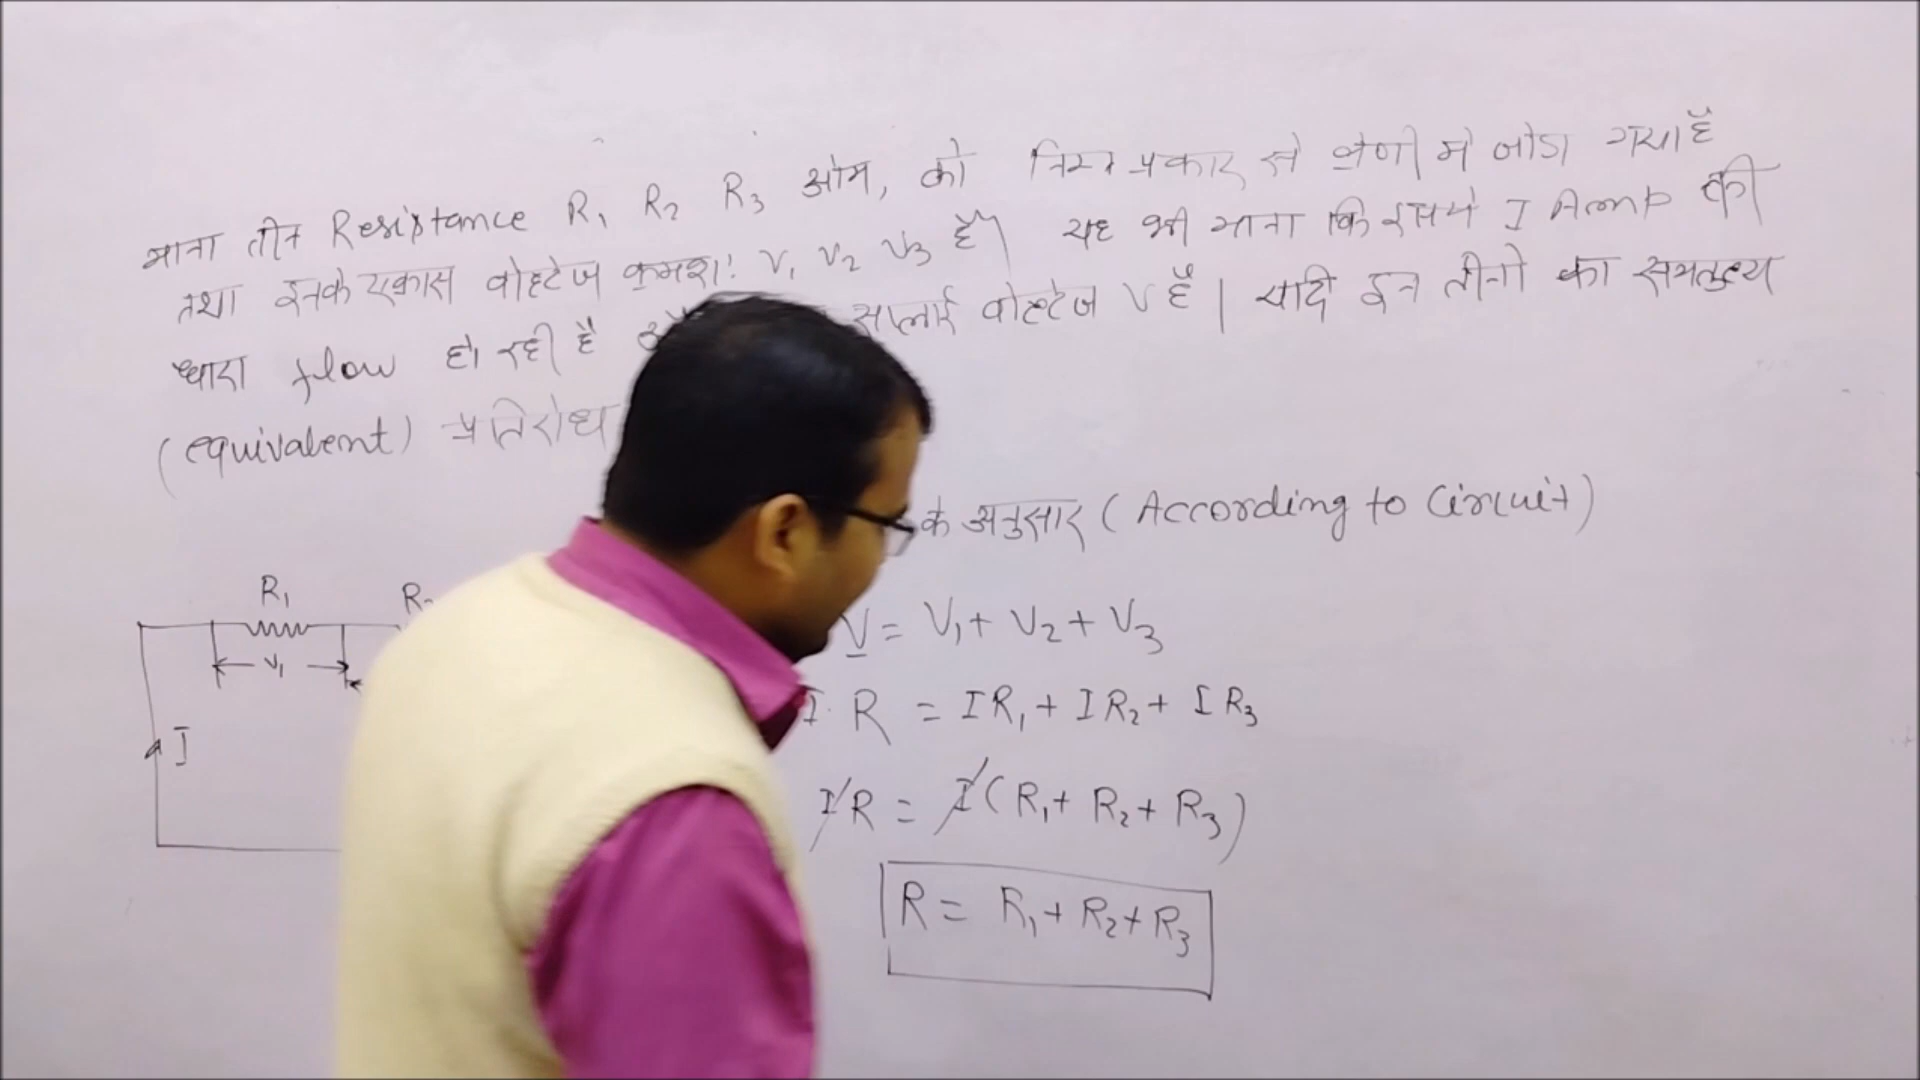 माना तीन Resistance R₁ R₂ R₃ ओम, को निम्न प्रकार से श्रेणी मे जोडा गया है
तथा इनके एक्रास वोल्टेज क्रमशः V₁ V₂ V₃ है। यह भी माना कि इसमे I Amp की
धारा flow हो रही है सप्लाई वोल्टेज V है | यदि इन तीनो का समतुल्य
(equivalent) प्रतिरोध
के अनुसार (According to Circuit)
R₁
V₁
I
V = V₁ + V₂ + V₃
I R = IR₁ + IR₂ + IR₃
IR = I (R₁ + R₂ + R₃)
R = R₁ + R₂ + R₃